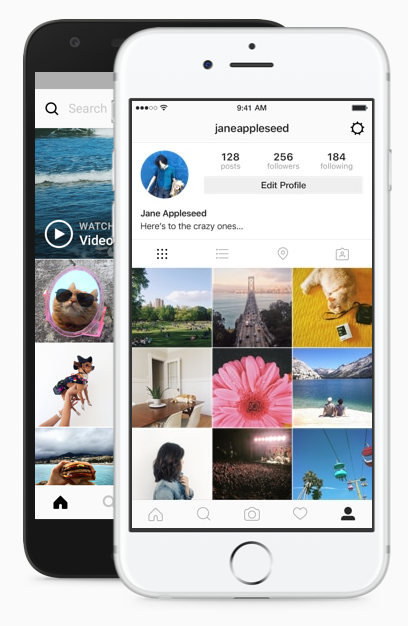 Search
WATCH
Video
9:41 AM
janeappleseed
128 256 184
posts followers following
Edit Profile
Jane Appleseed
Here's to the crazy ones...